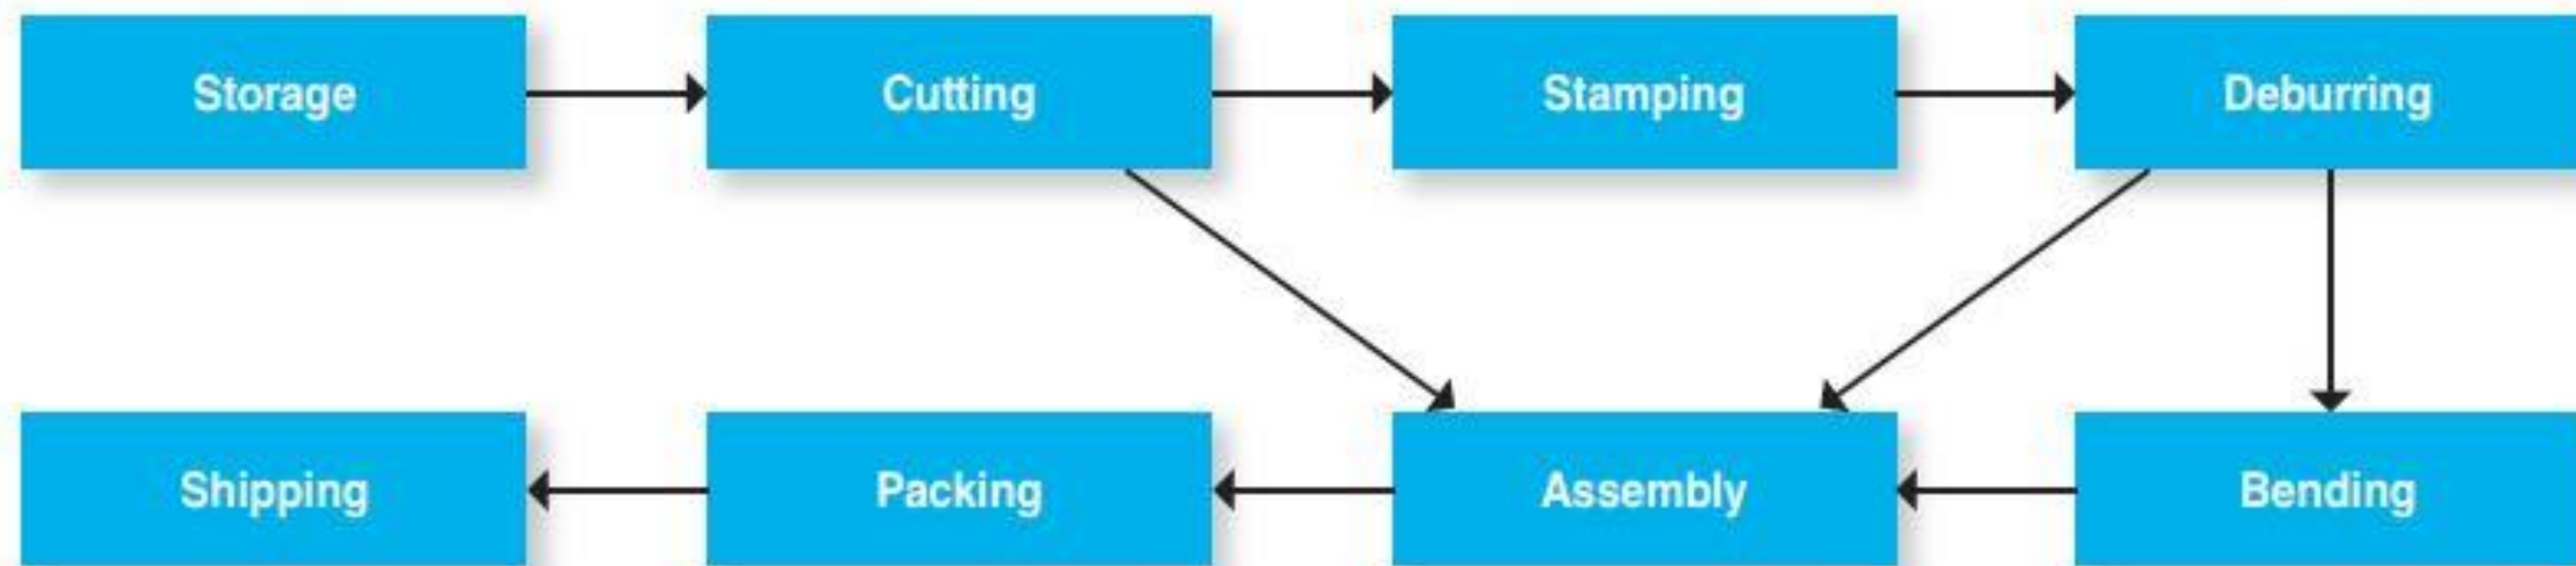 Storage
Cutting
Stamping
Deburring
Shipping
Packing
Assembly
Bending